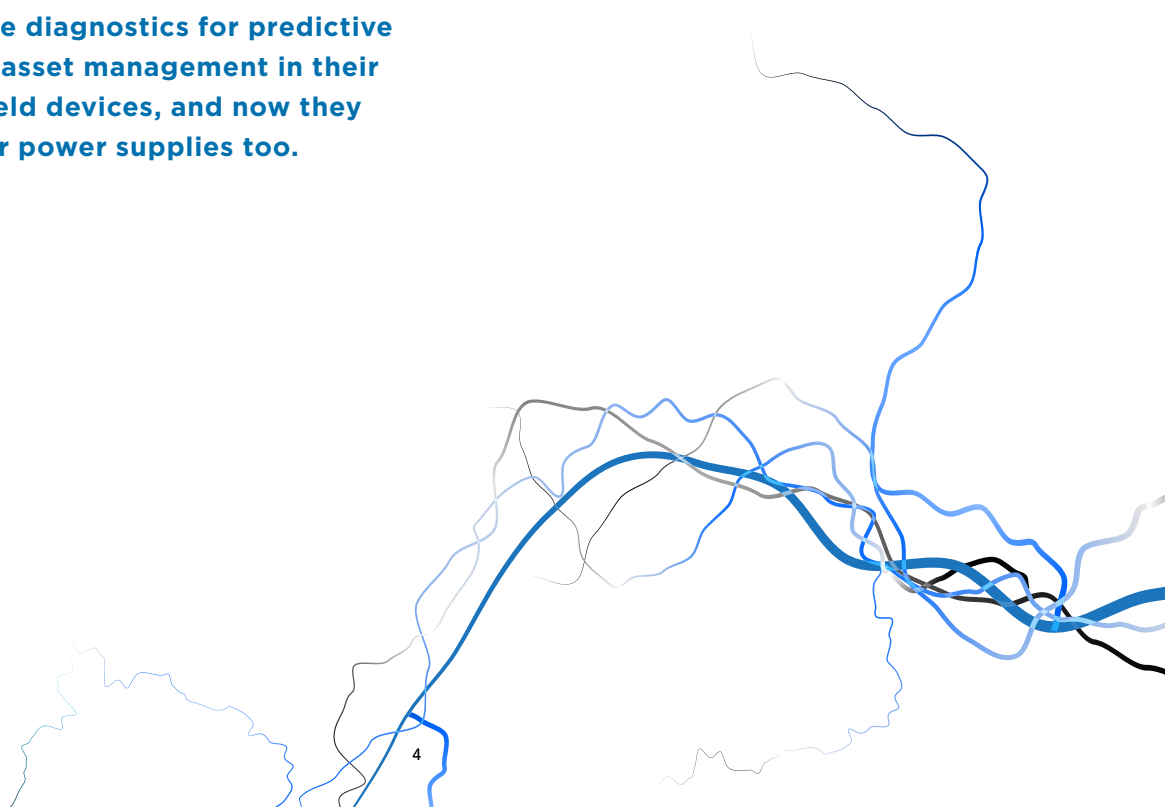 e diagnostics for predictive
asset management in their
eld devices, and now they
r power supplies too.
4